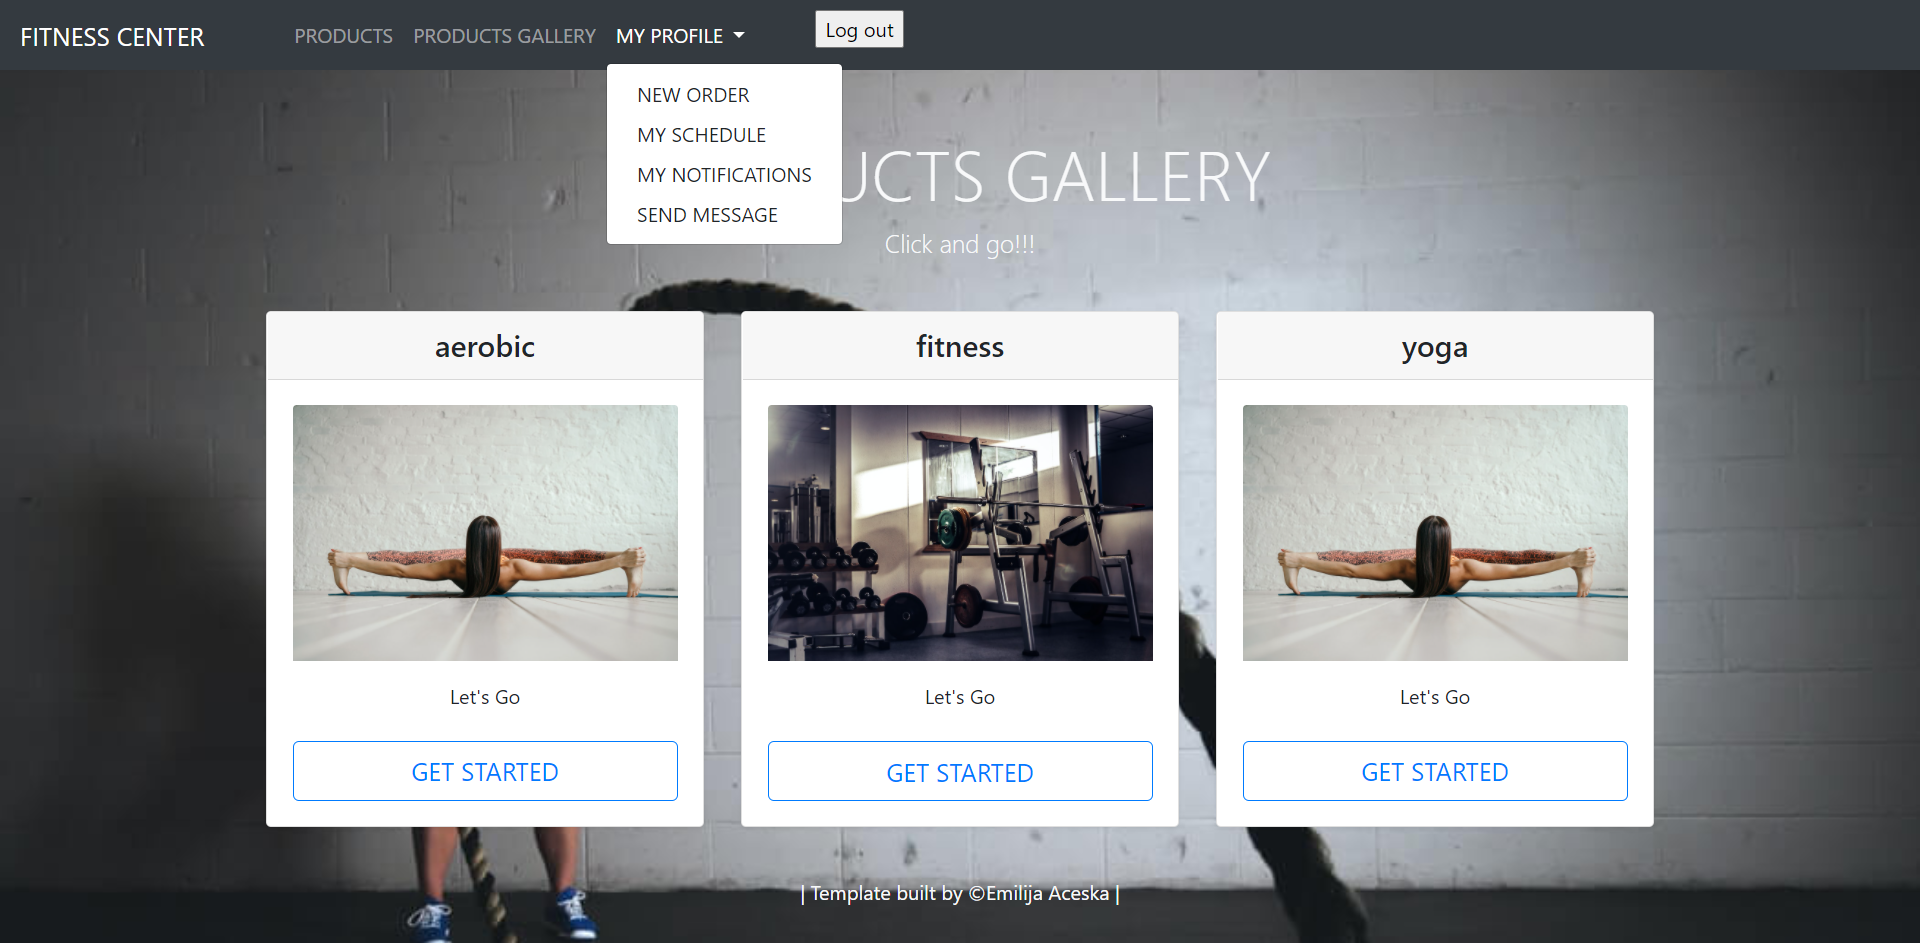 FITNESS CENTER PRODUCTS PRODUCTS GALLERY MY PROFILE Log out
NEW ORDER
MY SCHEDULE
MY NOTIFICATIONS
SEND MESSAGE
UCTS GALLERY
Click and go!!!
aerobic
fitness
yoga
Let's Go
Let's Go
Let's Go
GET STARTED
GET STARTED
GET STARTED
| Template built by ©Emilija Aceska |